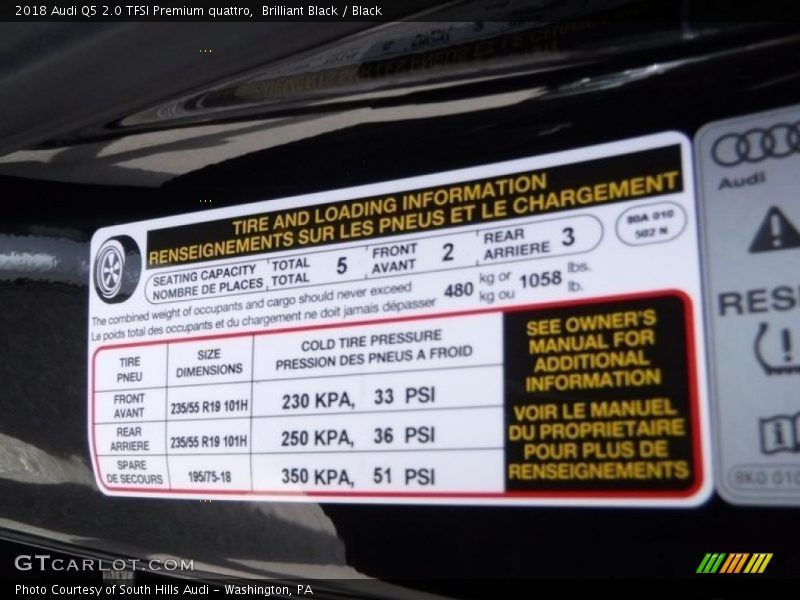 2018 Audi Q5 2.0 TFSI Premium quattro, Brilliant Black / Black
TIRE AND LOADING INFORMATION
RENSEIGNEMENTS SUR LES PNEUS ET LE CHARGEMENT
SEATING CAPACITY TOTAL 5 FRONT 2 REAR 3
NOMBRE DE PLACES TOTAL AVANT ARRIERE
80A 010
502 N
The combined weight of occupants and cargo should never exceed 480 kg or 1058 lbs.
Le poids total des occupants et du chargement ne doit jamais dépasser kg ou lb.
TIRE SIZE COLD TIRE PRESSURE
PNEU DIMENSIONS PRESSION DES PNEUS A FROID
FRONT
AVANT 235/55 R19 101H 230 KPA, 33 PSI
REAR
ARRIERE 235/55 R19 101H 250 KPA, 36 PSI
SPARE
DE SECOURS 195/75-18 350 KPA, 51 PSI
SEE OWNER'S
MANUAL FOR
ADDITIONAL
INFORMATION
VOIR LE MANUEL
DU PROPRIETAIRE
POUR PLUS DE
RENSEIGNEMENTS
Audi
RES
8K0 010
GTCARLOT.COM
Photo Courtesy of South Hills Audi - Washington, PA